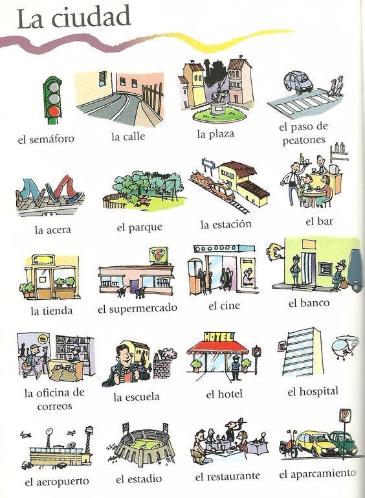 La ciudad
el semáforo
la calle
la plaza
el paso de
peatones
la acera
el parque
la estación
el bar
la tienda
el supermercado
el cine
el banco
la oficina de
correos
la escuela
HOTEL
el hotel
el hospital
el aeropuerto
el estadio
el restaurante
el aparcamiento